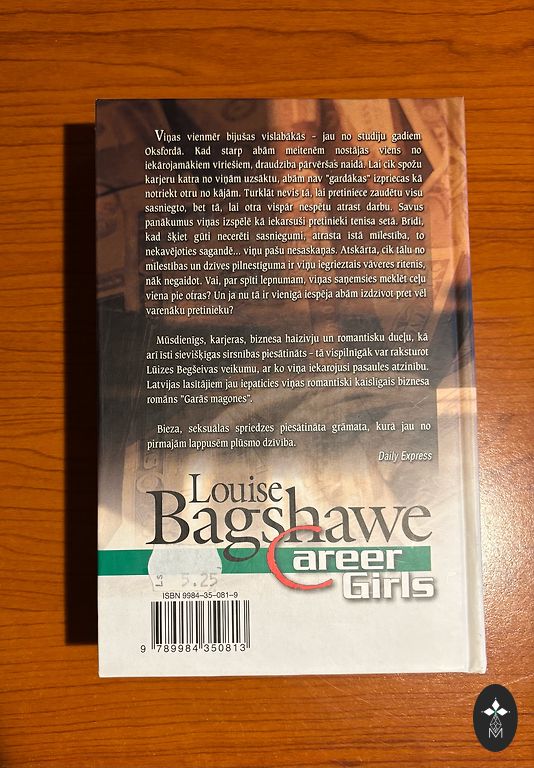 Viņas vienmēr bijušas vislabākās – jau no studiju gadiem
Oksfordā. Kad starp abām meitenēm nostājas viens no
iekārojamākiem vīriešiem, draudzība pārvēršas naidā. Lai cik spožu
karjeru katra no viņām uzsāktu, abām nav "gardākas" izpriecas kā
notriekt otru no kājām. Turklāt nevis tā, lai pretiniece zaudētu visu
sasniegto, bet tā, lai otra vispār nespētu atrast darbu. Savus
panākumus viņas izspēlē kā iekarsuši pretinieki tenisa setā. Brīdī,
kad šķiet gūti necerēti sasniegumi, atrasta īstā mīlestība, to
nekavējoties sagandē... viņu pašu nesaskaņas. Atskārta, cik tālu no
mīlestības un dzīves pilnestīguma ir viņu iegrieztais vāveres ritenis,
nāk negaidot. Vai, par spīti lepnumam, viņas saņemsies meklēt ceļu
viena pie otras? Un ja nu tā ir vienīgā iespēja abām izdzīvot pret vēl
varenāku pretinieku?
Mūsdienīgs, karjeras, biznesa haizivju un romantisku dueļu, kā
arī īsti sievišķīgas sirsnības piesātināts – tā vispilnīgāk var raksturot
Lūizes Begšeivas veikumu, ar ko viņa iekarojusi pasaules atzinību.
Latvijas lasītājiem jau iepaticies viņas romantiski kaislīgais biznesa
romāns "Garās magones".
Bieza, seksuālas spriedzes piesātināta grāmata, kurā jau no
pirmajām lappusēm plūsmo dzīvība.
Daily Express
Louise
Bagshawe
Career
Girls
Ls 5.25
ISBN 9984-35-081-9
9 789984 350813
M